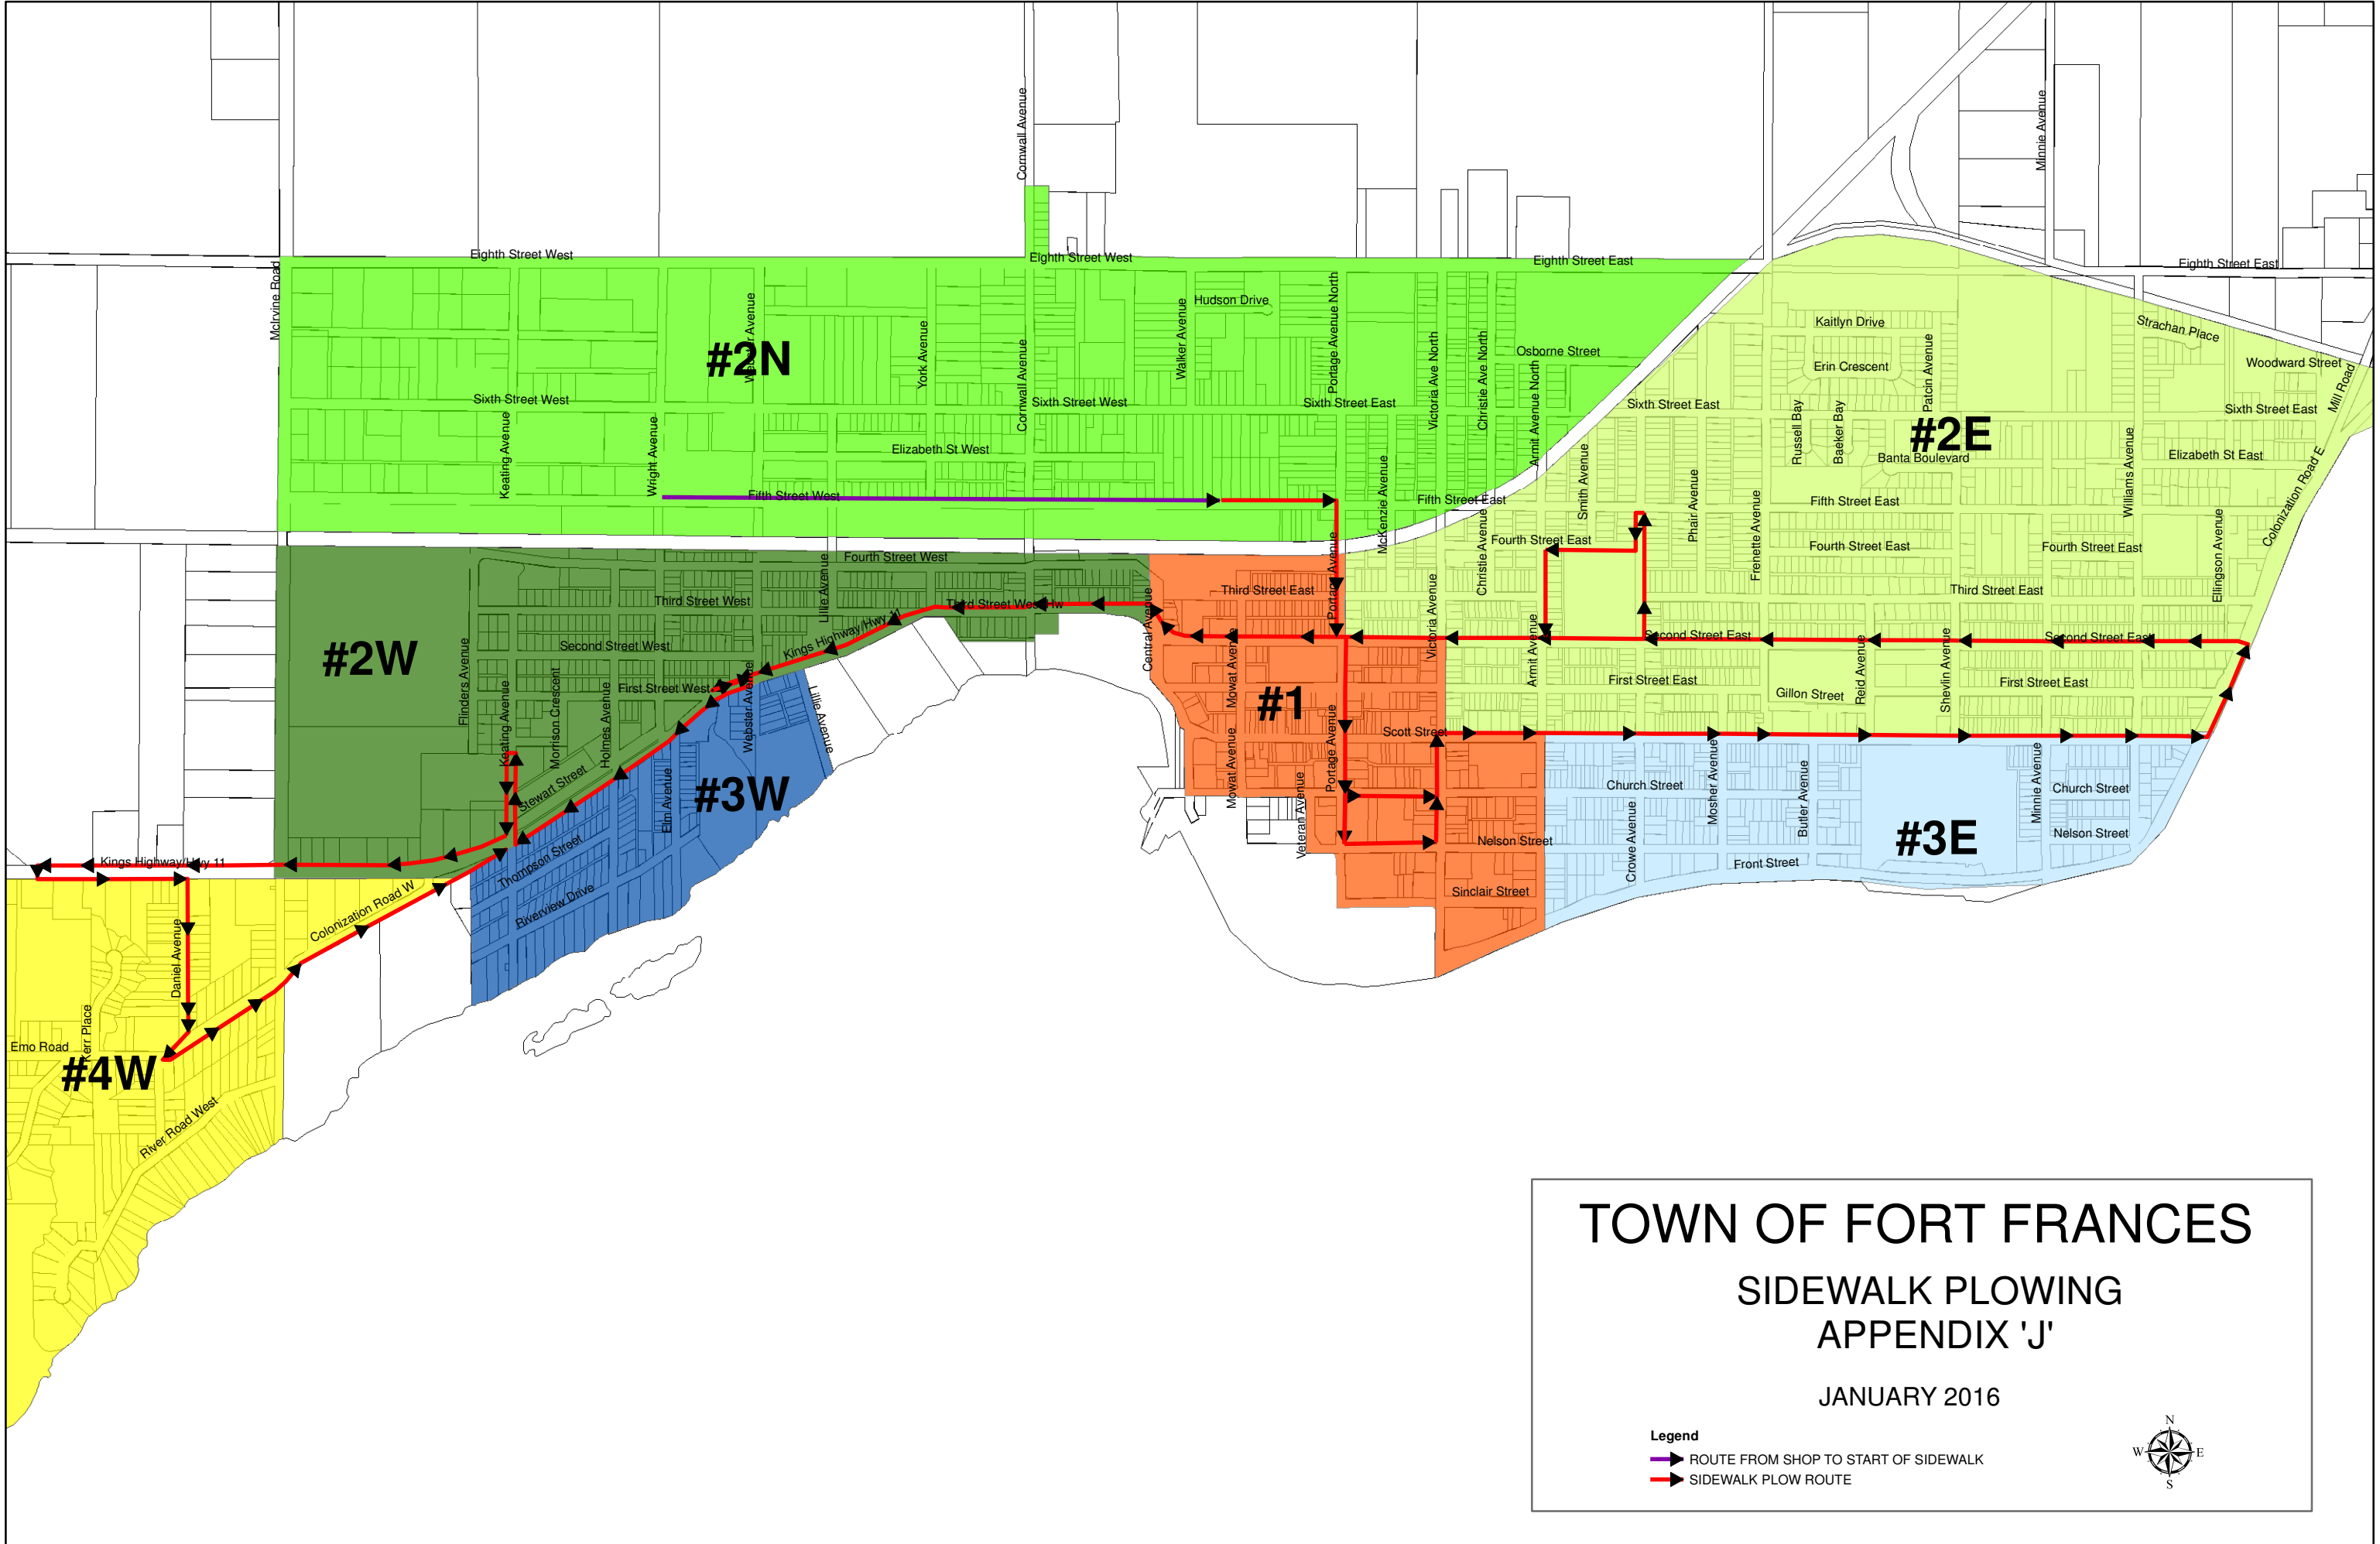 Cornwall Avenue
Minnie Avenue
Eighth Street West
Eighth Street West
Eighth Street East
Eighth Street East
McIrvine Road
Hudson Drive
Portage Avenue North
Walker Avenue
York Avenue
Cornwall Avenue
Victoria Ave North
Christie Ave North
Osborne Street
Armit Avenue North
Kaitlyn Drive
Erin Crescent
Patcin Avenue
Strachan Place
Woodward Street
Mill Road
#2N
#2E
Sixth Street West
Sixth Street West
Sixth Street East
Sixth Street East
Sixth Street East
Keating Avenue
Wright Avenue
Elizabeth St West
Elizabeth St East
Banta Boulevard
Russell Bay
Baeker Bay
Smith Avenue
McKenzie Avenue
Phair Avenue
Frenette Avenue
Williams Avenue
Ellingson Avenue
Colonization Road E
Fifth Street West
Fifth Street East
Fifth Street East
Fourth Street West
Fourth Street East
Fourth Street East
Fourth Street East
Lillie Avenue
Third Street West
Third Street East
Third Street East
Central Avenue
Portage Avenue
Christie Avenue
Victoria Avenue
Kings Highway/Hwy 11
Second Street West
Second Street East
Second Street East
#2W
Flinders Avenue
Keating Avenue
Morrison Crescent
Holmes Avenue
First Street West
Webster Avenue
Lillie Avenue
Mowat Avenue
#1
Armit Avenue
First Street East
Gillon Street
Reid Avenue
Shevlin Avenue
First Street East
Scott Street
Stewart Street
Elm Avenue
#3W
Mowat Avenue
Veteran Avenue
Portage Avenue
Church Street
Mosher Avenue
Butler Avenue
Crowe Avenue
Minnie Avenue
Church Street
#3E
Nelson Street
Nelson Street
Front Street
Sinclair Street
Kings Highway/Hwy 11
Thompson Street
Riverview Drive
Colonization Road W
Daniel Avenue
Kerr Place
Emo Road
#4W
River Road West
TOWN OF FORT FRANCES
SIDEWALK PLOWING
APPENDIX 'J'
JANUARY 2016
Legend
ROUTE FROM SHOP TO START OF SIDEWALK
SIDEWALK PLOW ROUTE
N
W
E
S